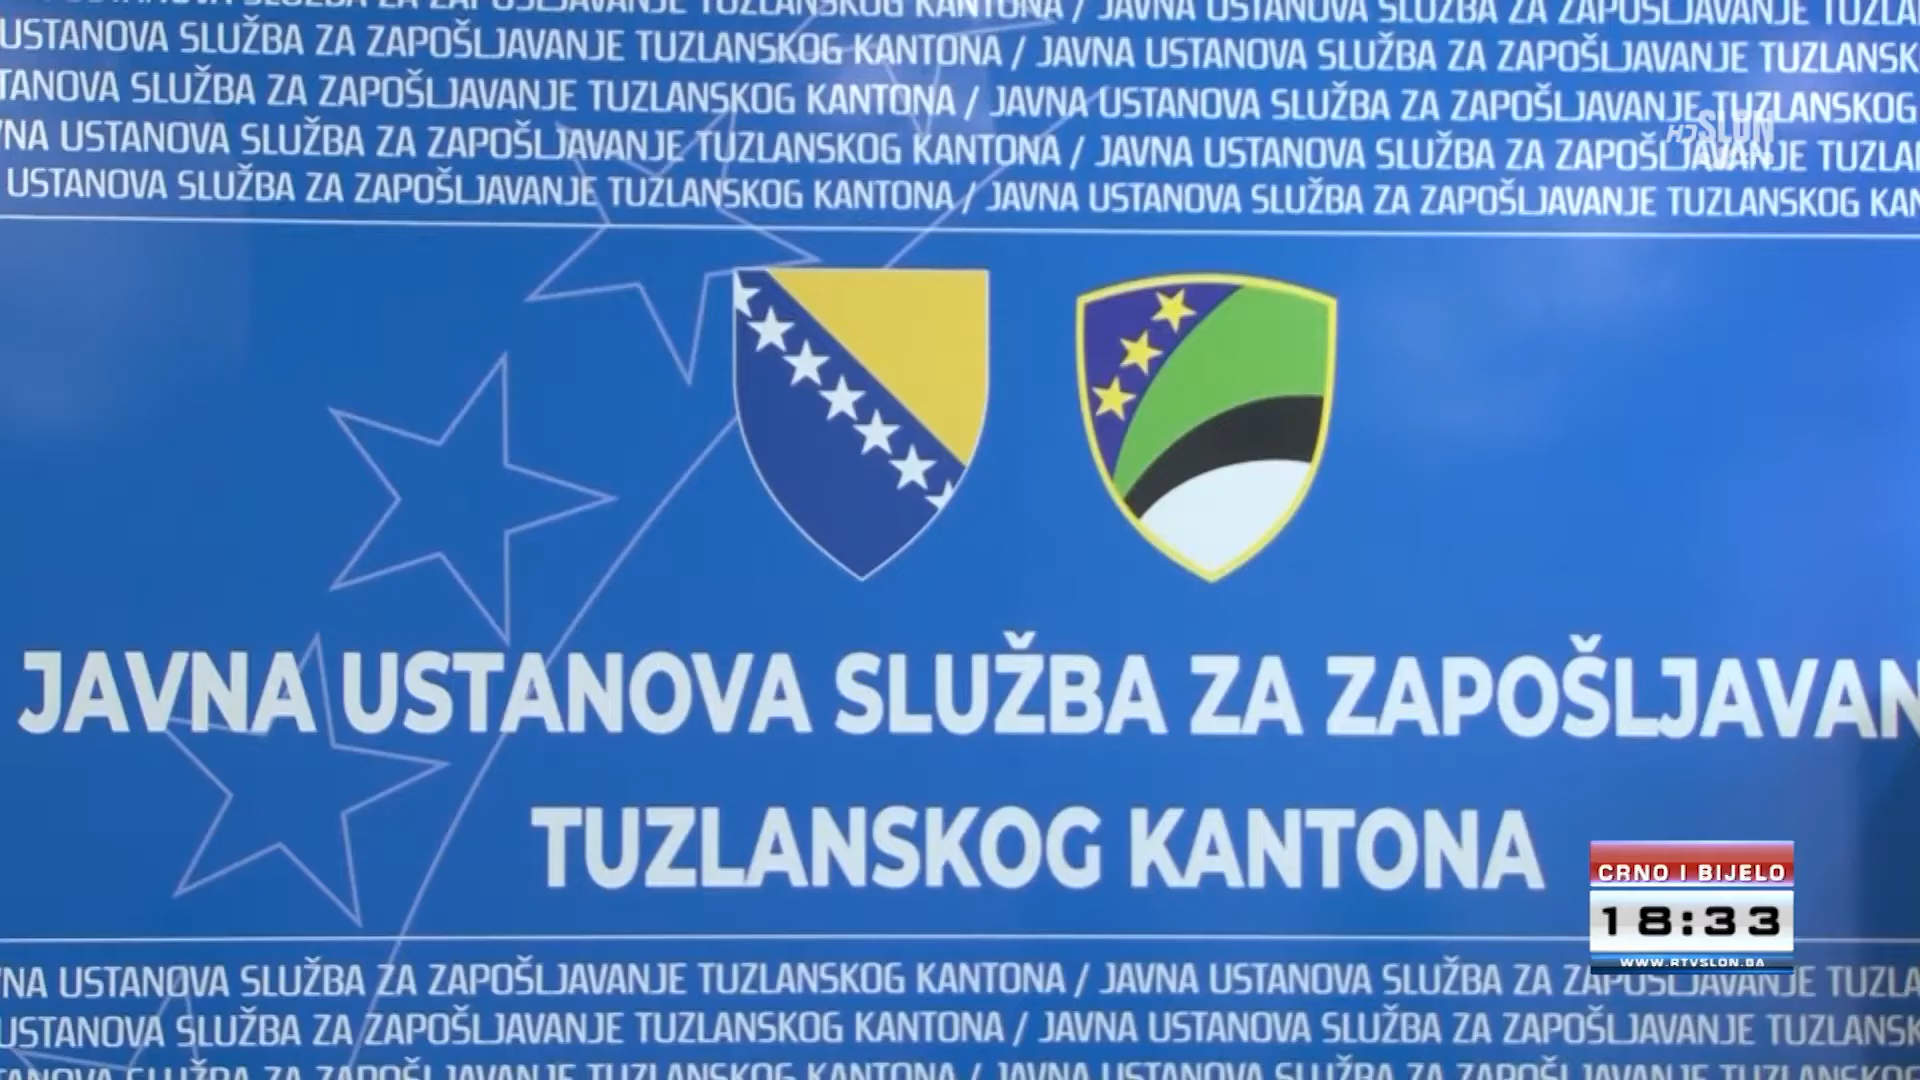 USTANOVA SLUŽBA ZA ZAPOŠLJAVANJE TUZLANSKOG KANTONA / JAVNA USTANOVA SLUŽBA ZA ZAPOŠLJAVANJE TUZLANSK
TANOVA SLUŽBA ZA ZAPOŠLJAVANJE TUZLANSKOG KANTONA / JAVNA USTANOVA SLUŽBA ZA ZAPOŠLJAVANJE TUZLANSKOG
NA USTANOVA SLUŽBA ZA ZAPOŠLJAVANJE TUZLANSKOG KANTONA / JAVNA USTANOVA SLUŽBA ZA ZAPOŠLJAVANJE TUZLA
USTANOVA SLUŽBA ZA ZAPOŠLJAVANJE TUZLANSKOG KANTONA / JAVNA USTANOVA SLUŽBA ZA ZAPOŠLJAVANJE TUZLANSKOG KAN
SLON
JAVNA USTANOVA SLUŽBA ZA ZAPOŠLJAVAN
TUZLANSKOG KANTONA
CRNO I BIJELO
18:33
WWW.RTVSLON.BA
NA USTANOVA SLUŽBA ZA ZAPOŠLJAVANJE TUZLANSKOG KANTONA / JAVNA USTANOVA SLUŽBA ZA ZAPOŠLJAVANJE TUZLA
USTANOVA SLUŽBA ZA ZAPOŠLJAVANJE TUZLANSKOG KANTONA / JAVNA USTANOVA SLUŽBA ZA ZAPOŠLJAVANJE TUZLANSK